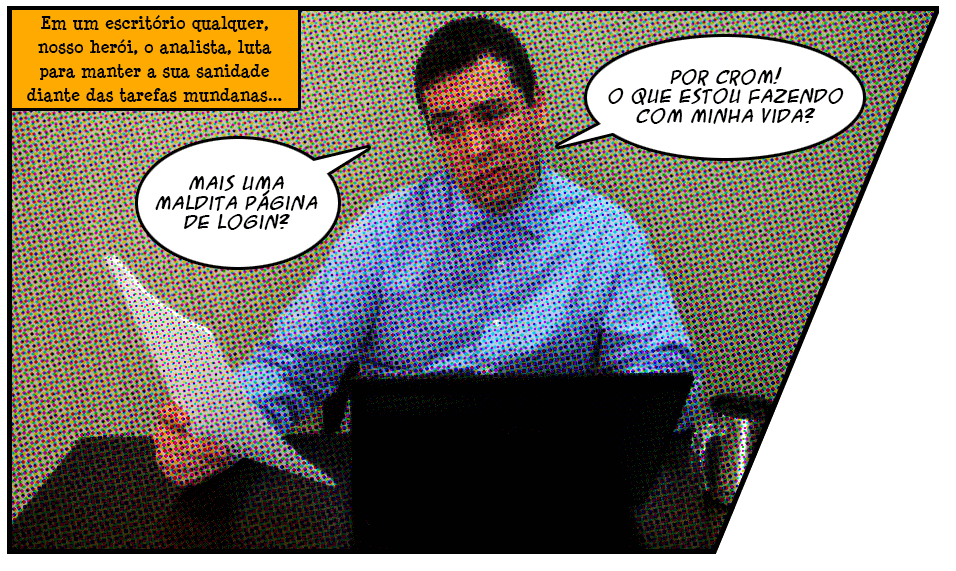 Em um escritório qualquer,
nosso herói, o analista, luta
para manter a sua sanidade
diante das tarefas mundanas...
MAIS UMA
MALDITA PÁGINA
DE LOGIN?
POR CROM!
O QUE ESTOU FAZENDO
COM MINHA VIDA?